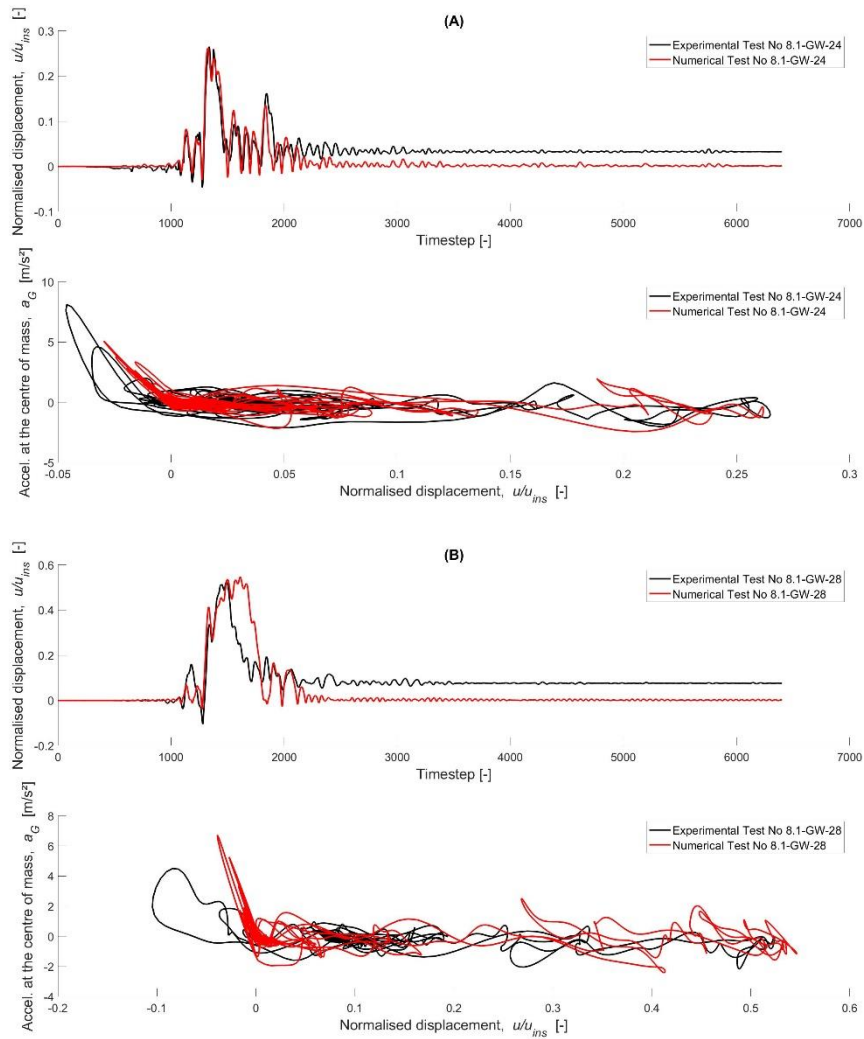 (A)
Normalised displacement, u/u_ins [-]
0.3
0.2
0.1
0
-0.1
Experimental Test No 8.1-GW-24
Numerical Test No 8.1-GW-24
0 1000 2000 3000 4000 5000 6000 7000
Timestep [-]
Accel. at the centre of mass, a_G [m/s²]
10
5
0
-5
Experimental Test No 8.1-GW-24
Numerical Test No 8.1-GW-24
-0.05 0 0.05 0.1 0.15 0.2 0.25 0.3
Normalised displacement, u/u_ins [-]
(B)
Normalised displacement, u/u_ins [-]
0.6
0.4
0.2
0
-0.2
Experimental Test No 8.1-GW-28
Numerical Test No 8.1-GW-28
0 1000 2000 3000 4000 5000 6000 7000
Timestep [-]
Accel. at the centre of mass, a_G [m/s²]
8
6
4
2
0
-2
-4
Experimental Test No 8.1-GW-28
Numerical Test No 8.1-GW-28
-0.2 -0.1 0 0.1 0.2 0.3 0.4 0.5 0.6
Normalised displacement, u/u_ins [-]